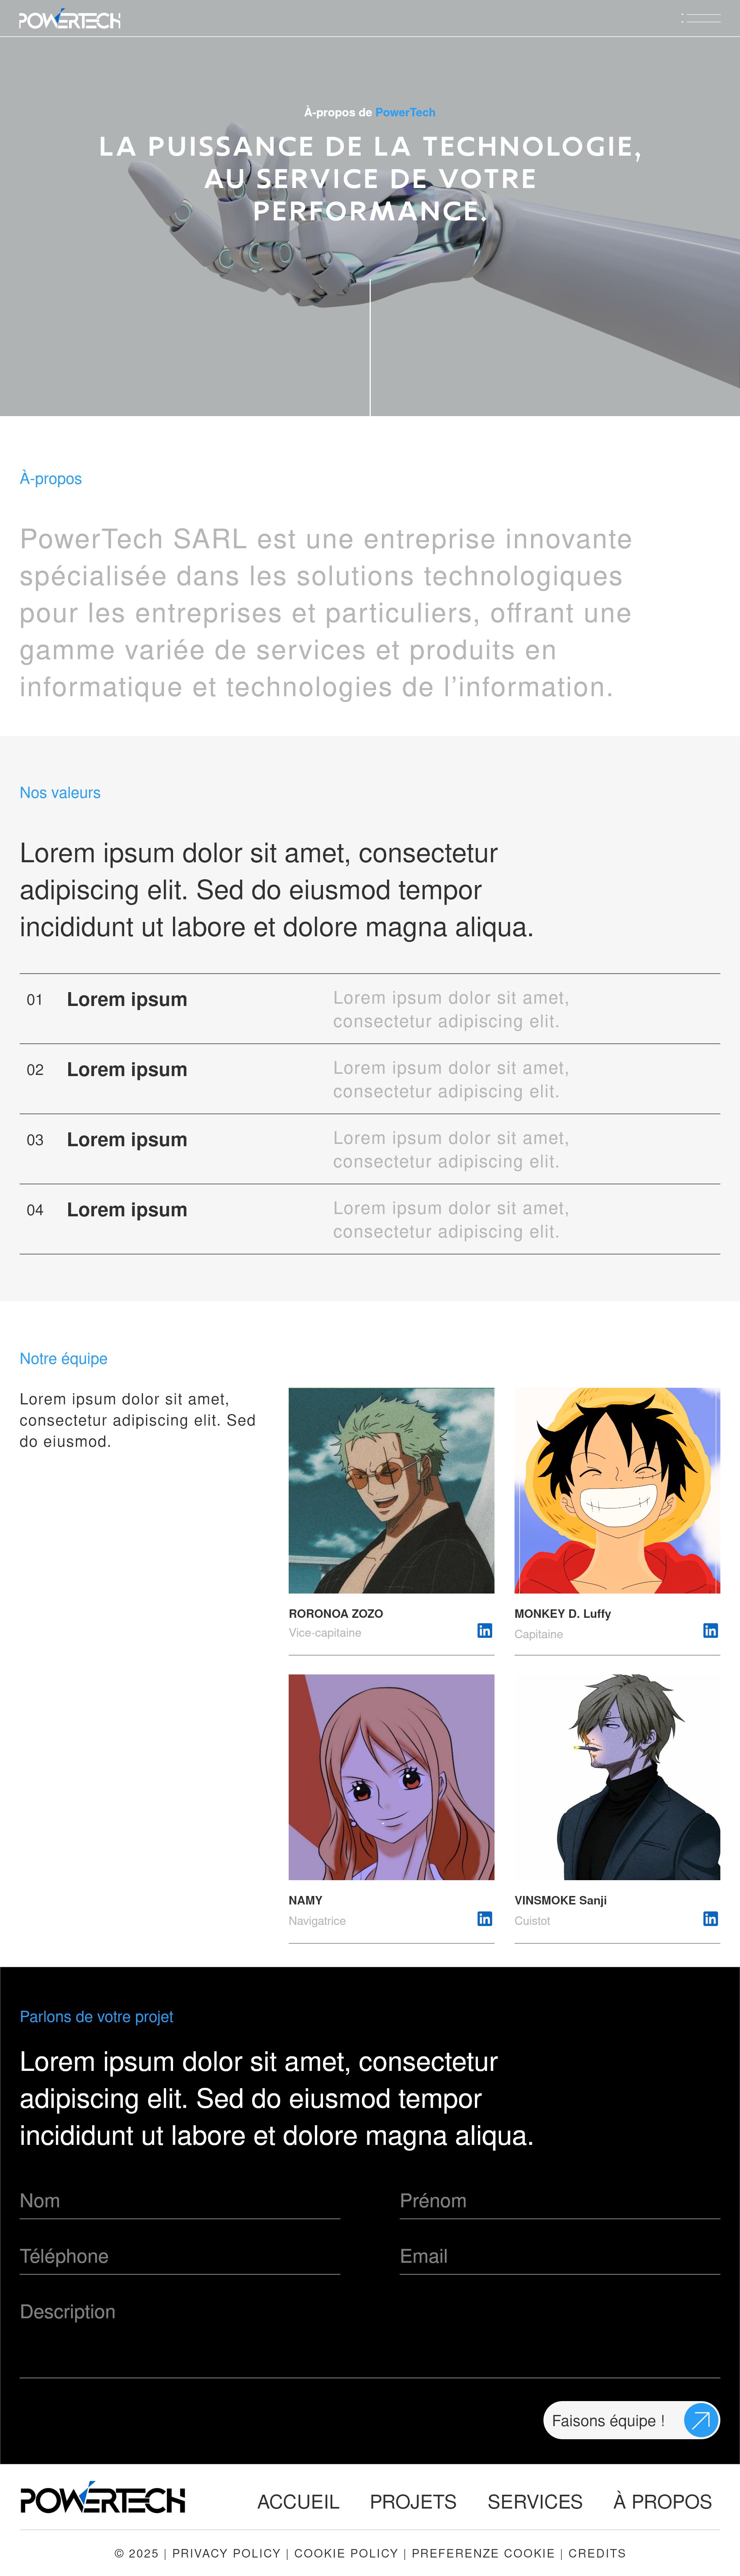 POWERTECH
À-propos de PowerTech
LA PUISSANCE DE LA TECHNOLOGIE,
AU SERVICE DE VOTRE
PERFORMANCE.
À-propos
PowerTech SARL est une entreprise innovante
spécialisée dans les solutions technologiques
pour les entreprises et particuliers, offrant une
gamme variée de services et produits en
informatique et technologies de l’information.
Nos valeurs
Lorem ipsum dolor sit amet, consectetur
adipiscing elit. Sed do eiusmod tempor
incididunt ut labore et dolore magna aliqua.
01 Lorem ipsum
Lorem ipsum dolor sit amet,
consectetur adipiscing elit.
02 Lorem ipsum
Lorem ipsum dolor sit amet,
consectetur adipiscing elit.
03 Lorem ipsum
Lorem ipsum dolor sit amet,
consectetur adipiscing elit.
04 Lorem ipsum
Lorem ipsum dolor sit amet,
consectetur adipiscing elit.
Notre équipe
Lorem ipsum dolor sit amet,
consectetur adipiscing elit. Sed
do eiusmod.
RORONOA ZOZO
Vice-capitaine
in
MONKEY D. Luffy
Capitaine
in
NAMY
Navigatrice
in
VINSMOKE Sanji
Cuistot
in
Parlons de votre projet
Lorem ipsum dolor sit amet, consectetur
adipiscing elit. Sed do eiusmod tempor
incididunt ut labore et dolore magna aliqua.
Nom
Prénom
Téléphone
Email
Description
Faisons équipe !
POWERTECH
ACCUEIL PROJETS SERVICES À PROPOS
© 2025 | PRIVACY POLICY | COOKIE POLICY | PREFERENZE COOKIE | CREDITS